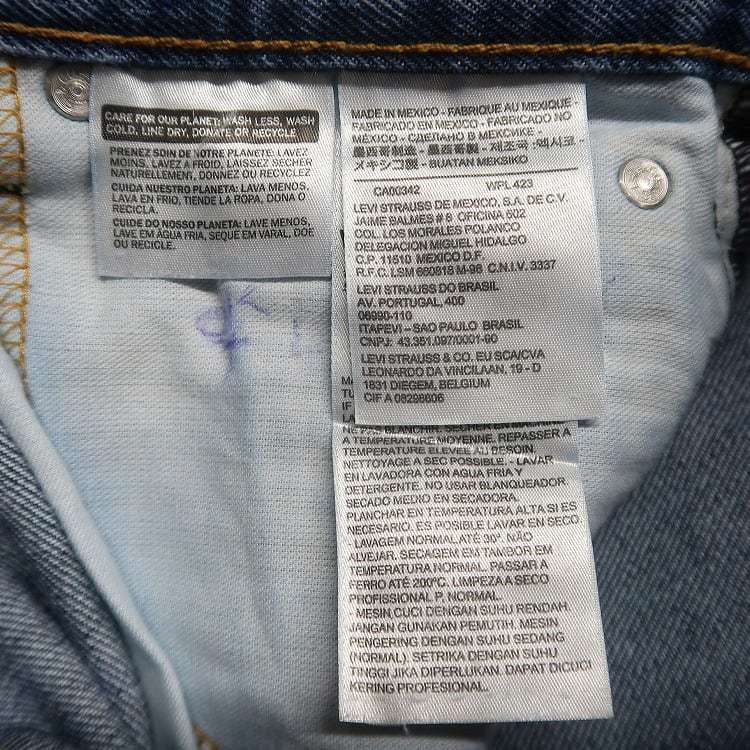 CARE FOR OUR PLANET: WASH LESS, WASH
COLD, LINE DRY, DONATE OR RECYCLE
PRENEZ SOIN DE NOTRE PLANETE: LAVEZ
MOINS, LAVEZ A FROID, LAISSEZ SÉCHER
NATURELLEMENT, DONNEZ OU RECYCLEZ
CUIDA NUESTRO PLANETA: LAVA MENOS,
LAVA EN FRIO, TIENDE LA ROPA, DONA O
RECICLA.
CUIDE DO NOSSO PLANETA: LAVE MENOS,
LAVE EM ÁGUA FRIA, SEQUE EM VARAL, DOE
OU RECICLE.
MADE IN MEXICO - FABRIQUE AU MEXIQUE -
FABRICADO EN MEXICO - FABRICADO NO
MÉXICO - СДЕЛАНО В МЕКСИКЕ -
墨西哥制造 - 墨西哥製 - 제조국 - 멕시코 -
メキシコ製 - BUATAN MEKSIKO
CA00342 WPL 423
LEVI STRAUSS DE MEXICO, S.A. DE C.V.
JAIME BALMES # 8 OFICINA 602
COL. LOS MORALES POLANCO
DELEGACION MIGUEL HIDALGO
C.P. 11510 MEXICO D.F.
R.F.C. LSM 660818 M-98 C.N.I.V. 3337
LEVI STRAUSS DO BRASIL
AV. PORTUGAL, 400
06690-110
ITAPEVI - SAO PAULO BRASIL
CNPJ: 43.351.097/0001-90
LEVI STRAUSS & CO. EU SCA/CVA
LEONARDO DA VINCILAAN, 19 - D
1831 DIEGEM, BELGIUM
CIF A 08298606
NE PAS BLANCHIR. SÉCHER
A TEMPERATURE MOYENNE. REPASSER A
TEMPERATURE ELEVEE AU BESOIN.
NETTOYAGE A SEC POSSIBLE. - LAVAR
EN LAVADORA CON AGUA FRIA Y
DETERGENTE. NO USAR BLANQUEADOR.
SECADO MEDIO EN SECADORA.
PLANCHAR EN TEMPERATURA ALTA SI ES
NECESARIO. ES POSIBLE LAVAR EN SECO
- LAVAGEM NORMAL ATÉ 30°. NÃO
ALVEJAR. SECAGEM EM TAMBOR EM
TEMPERATURA NORMAL. PASSAR A
FERRO ATÉ 200°C. LIMPEZA A SECO
PROFISSIONAL P. NORMAL.
- MESIN CUCI DENGAN SUHU RENDAH.
JANGAN GUNAKAN PEMUTIH. MESIN
PENGERING DENGAN SUHU SEDANG
(NORMAL). SETRIKA DENGAN SUHU
TINGGI JIKA DIPERLUKAN. DAPAT DICUCI
KERING PROFESIONAL.